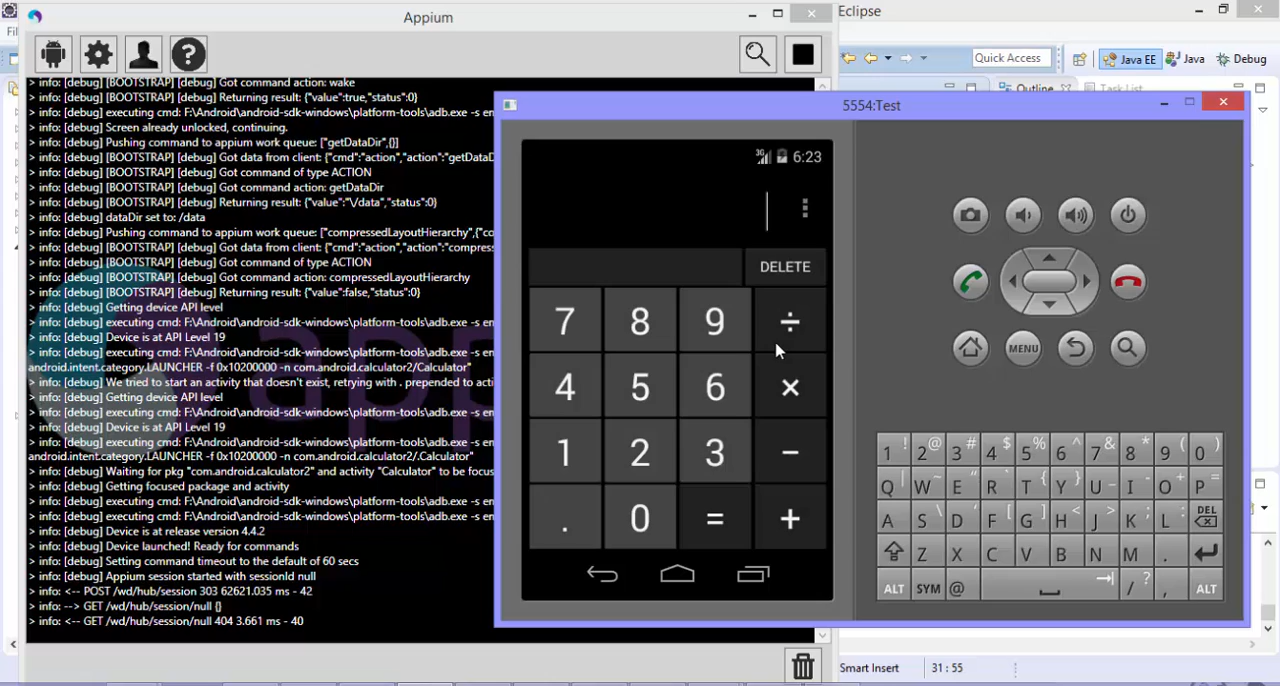 Appium
Eclipse
Quick Access
Java EE
Java
Debug
Outline
Task List
> info: [debug] [BOOTSTRAP] [debug] Got command action: wake
> info: [debug] [BOOTSTRAP] [debug] Returning result: {"value":true,"status":0}
> info: [debug] executing cmd: F:\Android\android-sdk-windows\platform-tools\adb.exe -s
> info: [debug] Screen already unlocked, continuing.
> info: [debug] Pushing command to appium work queue: ["getDataDir",{}]
> info: [debug] [BOOTSTRAP] [debug] Got data from client: {"cmd":"action","action":"getData
> info: [debug] [BOOTSTRAP] [debug] Got command of type ACTION
> info: [debug] [BOOTSTRAP] [debug] Got command action: getDataDir
> info: [debug] [BOOTSTRAP] [debug] Returning result: {"value":"\/data","status":0}
> info: [debug] dataDir set to: /data
> info: [debug] Pushing command to appium work queue: ["compressedLayoutHierarchy",{"c
> info: [debug] [BOOTSTRAP] [debug] Got data from client: {"cmd":"action","action":"compres
> info: [debug] [BOOTSTRAP] [debug] Got command of type ACTION
> info: [debug] [BOOTSTRAP] [debug] Got command action: compressedLayoutHierarchy
> info: [debug] [BOOTSTRAP] [debug] Returning result: {"value":false,"status":0}
> info: [debug] Getting device API level
> info: [debug] executing cmd: F:\Android\android-sdk-windows\platform-tools\adb.exe -s
> info: [debug] Device is at API Level 19
> info: [debug] executing cmd: F:\Android\android-sdk-windows\platform-tools\adb.exe -s
android.intent.category.LAUNCHER -f 0x10200000 -n com.android.calculator2/Calculator"
> info: [debug] We tried to start an activity that doesn't exist, retrying with . prepended to acti
> info: [debug] Getting device API level
> info: [debug] executing cmd: F:\Android\android-sdk-windows\platform-tools\adb.exe -s
> info: [debug] Device is at API Level 19
> info: [debug] executing cmd: F:\Android\android-sdk-windows\platform-tools\adb.exe -s
android.intent.category.LAUNCHER -f 0x10200000 -n com.android.calculator2/.Calculator"
> info: [debug] Waiting for pkg "com.android.calculator2" and activity "Calculator" to be focus
> info: [debug] Getting focused package and activity
> info: [debug] executing cmd: F:\Android\android-sdk-windows\platform-tools\adb.exe -s
> info: [debug] executing cmd: F:\Android\android-sdk-windows\platform-tools\adb.exe -s
> info: [debug] Device is at release version 4.4.2
> info: [debug] Device launched! Ready for commands
> info: [debug] Setting command timeout to the default of 60 secs
> info: [debug] Appium session started with sessionId null
> info: <-- POST /wd/hub/session 303 62621.035 ms - 42
> info: --> GET /wd/hub/session/null {}
> info: <-- GET /wd/hub/session/null 404 3.661 ms - 40
5554:Test
3G 6:23
DELETE
7 8 9 ÷
4 5 6 ×
1 2 3 −
. 0 = +
MENU
1 ! 2 @ 3 # 4 $ 5 % 6 ^ 7 & 8 * 9 ( 0 )
Q W E R T Y U I O P
A S D F G H J K L DEL
Z X C V B N M .
ALT SYM @ / ? , ALT
Smart Insert
31 : 55